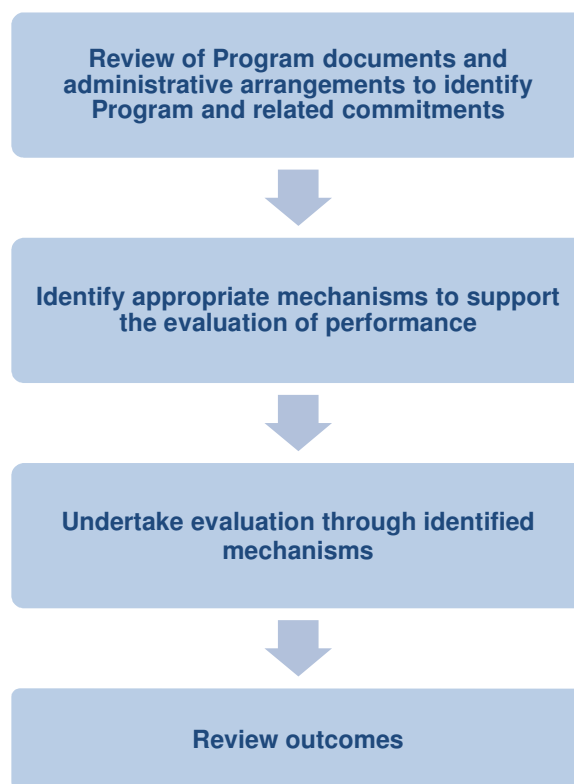 Review of Program documents and
administrative arrangements to identify
Program and related commitments
Identify appropriate mechanisms to support
the evaluation of performance
Undertake evaluation through identified
mechanisms
Review outcomes